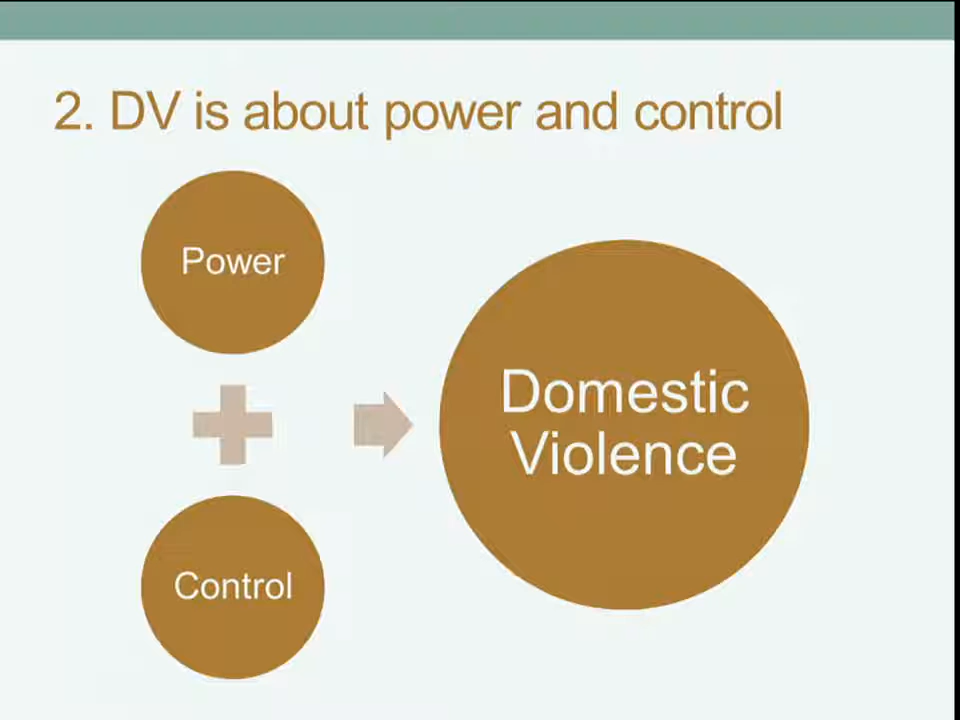 2. DV is about power and control
Power
Control
Domestic
Violence